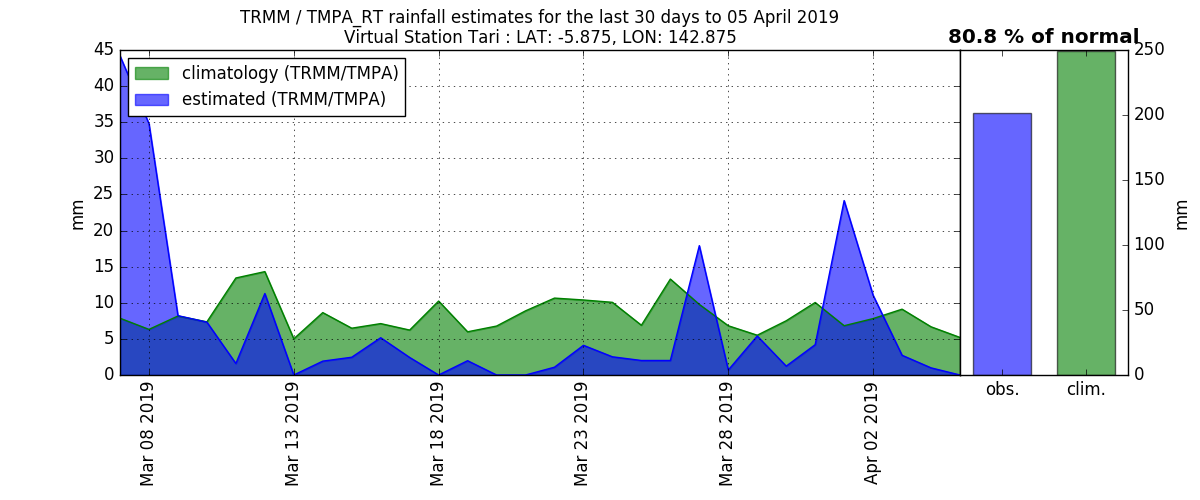 TRMM / TMPA_RT rainfall estimates for the last 30 days to 05 April 2019
Virtual Station Tari : LAT: -5.875, LON: 142.875
80.8 % of normal
climatology (TRMM/TMPA)
estimated (TRMM/TMPA)
45
40
35
30
25
20
15
10
5
0
mm
Mar 08 2019
Mar 13 2019
Mar 18 2019
Mar 23 2019
Mar 28 2019
Apr 02 2019
obs.
clim.
250
200
150
100
50
0
mm